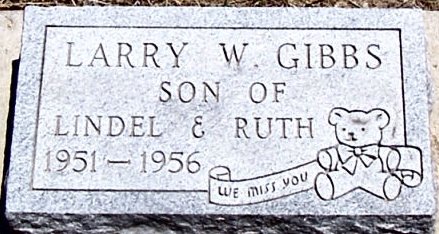 LARRY W. GIBBS
SON OF
LINDEL & RUTH
1951 — 1956
WE MISS YOU